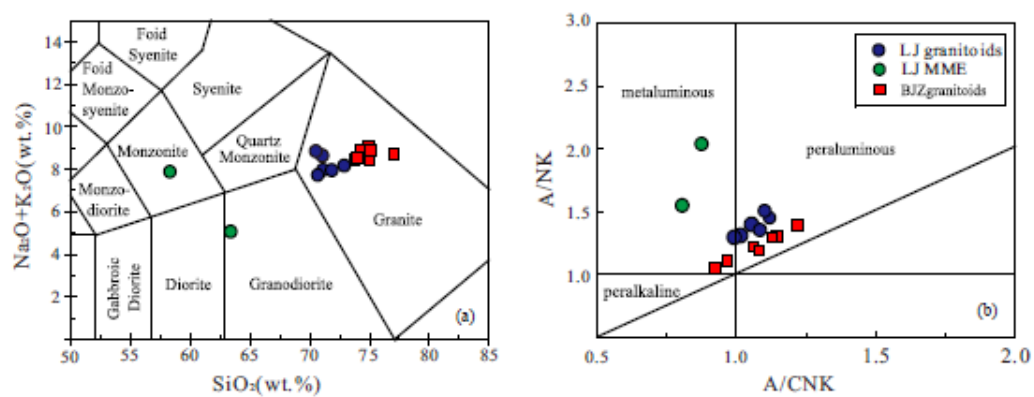 15
14
12
10
8
6
4
2
50
55
60
65
70
75
80
85
Na₂O+K₂O(wt.%)
SiO₂(wt.%)
Foid
Syenite
Foid
Monzo-
syenite
Syenite
Monzonite
Quartz
Monzonite
Monzo-
diorite
Granite
Gabbroic
Diorite
Diorite
Granodiorite
(a)
3.0
2.5
2.0
1.5
1.0
0.5
1.0
1.5
2.0
A/NK
A/CNK
LJ granitoids
LJ MME
BJZgranitoids
metaluminous
peraluminous
peralkaline
(b)